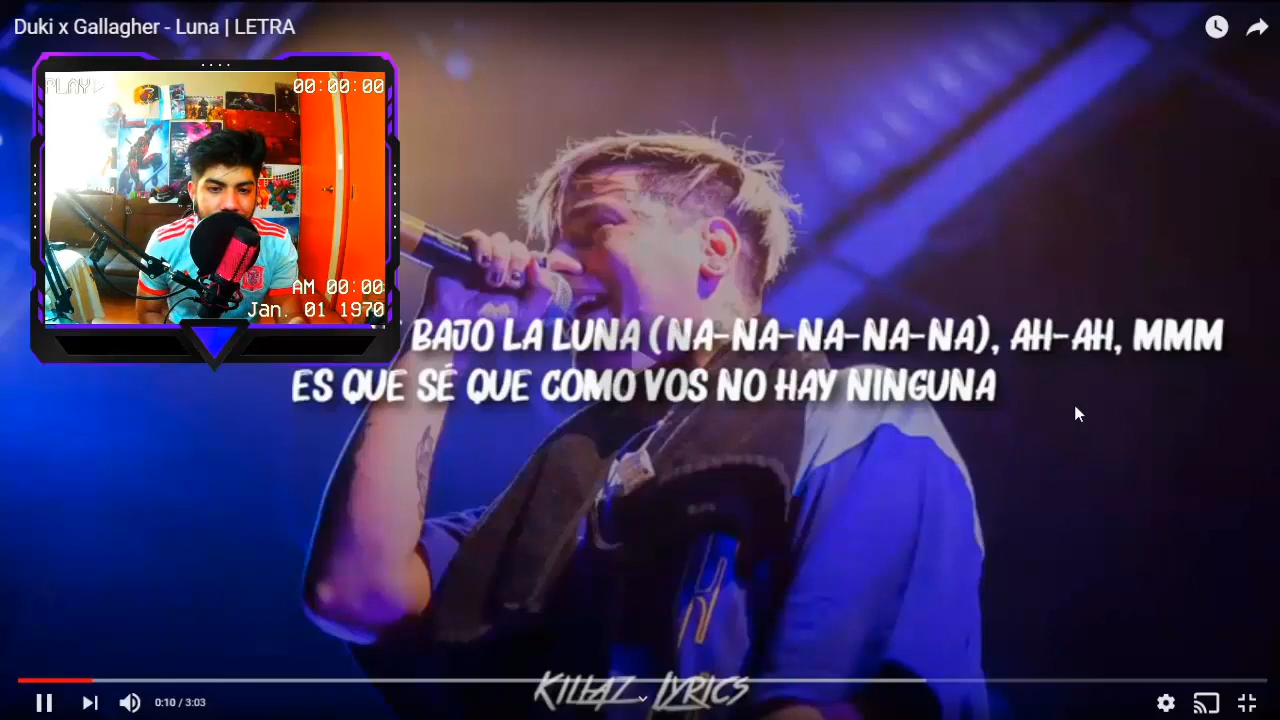 Duki x Gallagher - Luna | LETRA
PLAY
00:00:00
AM 00:00
Jan. 01 1970
BAJO LA LUNA (NA-NA-NA-NA-NA), AH-AH, MMM
ES QUE SÉ QUE COMO VOS NO HAY NINGUNA
KILLAZ LYRICS
0:10 / 3:03